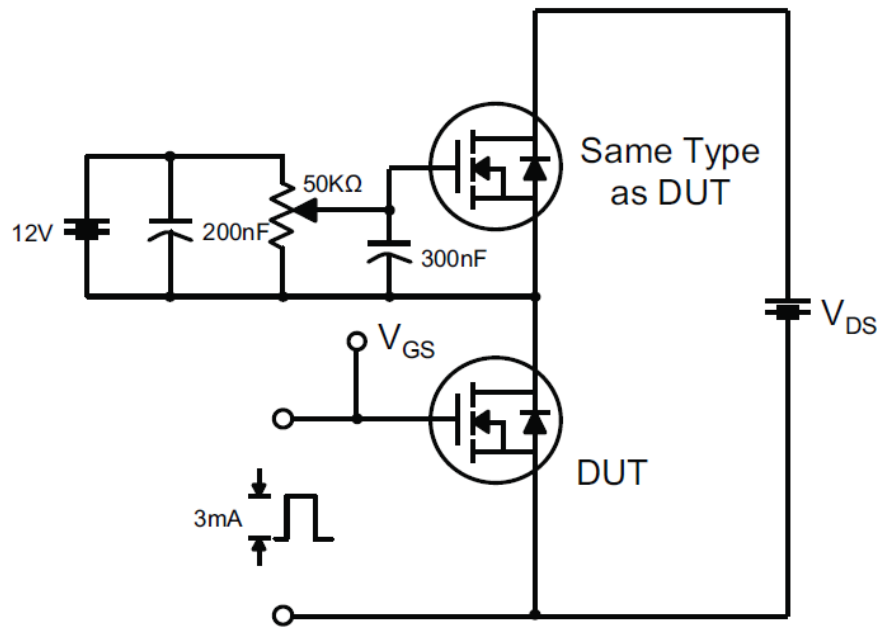 Same Type
as DUT
50KΩ
12V
200nF
300nF
VGS
VDS
DUT
3mA